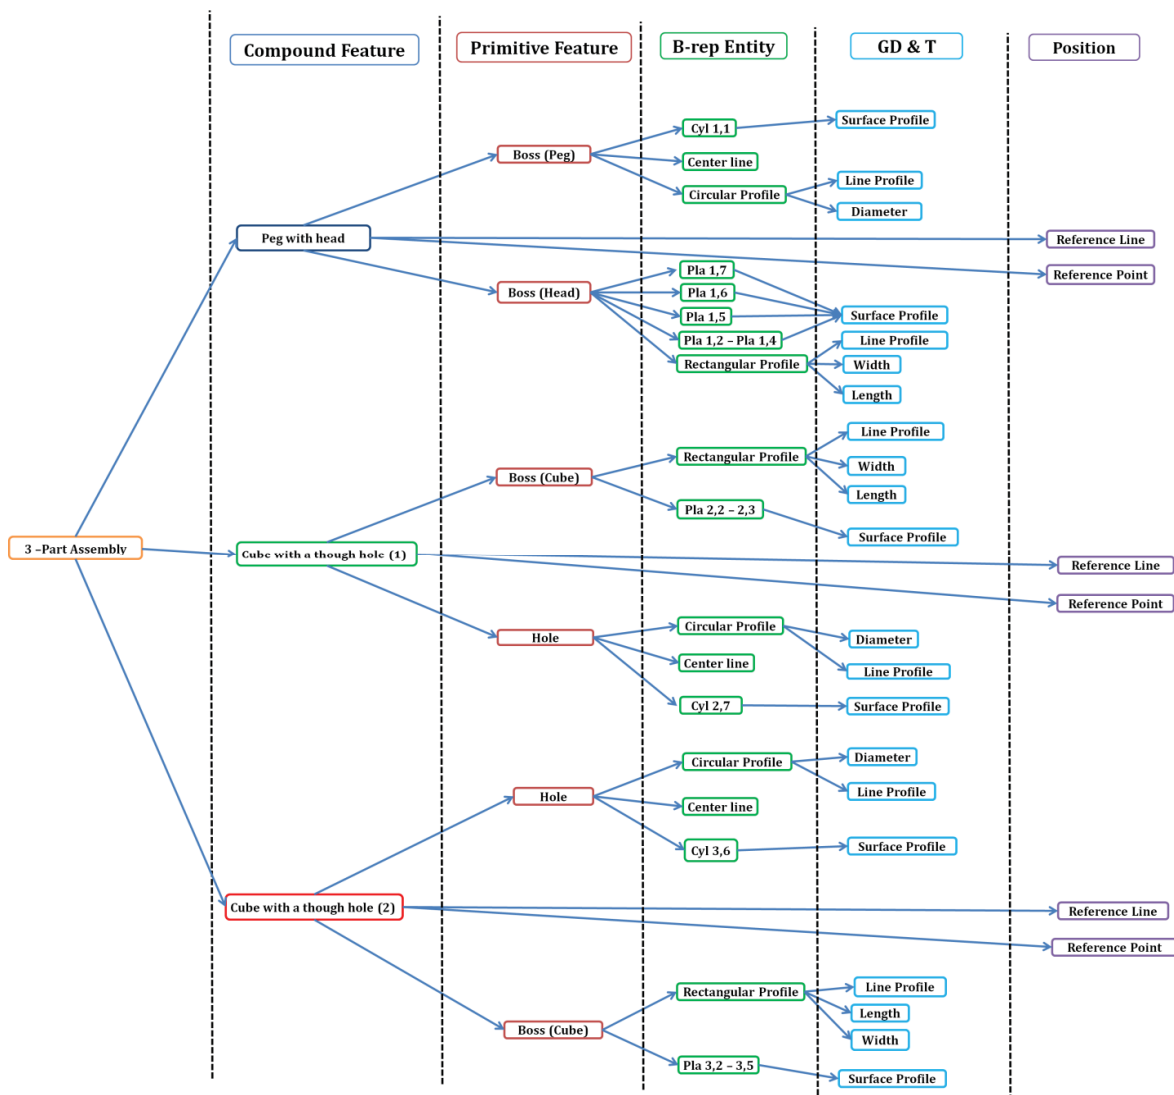 Compound Feature
Primitive Feature
B-rep Entity
GD & T
Position
Surface Profile
Cyl 1,1
Boss (Peg)
Center line
Line Profile
Circular Profile
Diameter
Peg with head
Reference Line
Pla 1,7
Reference Point
Boss (Head)
Pla 1,6
Pla 1,5
Surface Profile
Pla 1,2 – Pla 1,4
Line Profile
Rectangular Profile
Width
Length
Line Profile
Rectangular Profile
Width
Boss (Cube)
Length
Pla 2,2 – 2,3
Surface Profile
3 –Part Assembly
Cube with a though hole (1)
Reference Line
Reference Point
Circular Profile
Hole
Diameter
Center line
Line Profile
Cyl 2,7
Surface Profile
Diameter
Circular Profile
Line Profile
Hole
Center line
Cyl 3,6
Surface Profile
Cube with a though hole (2)
Reference Line
Reference Point
Line Profile
Rectangular Profile
Length
Boss (Cube)
Width
Pla 3,2 – 3,5
Surface Profile